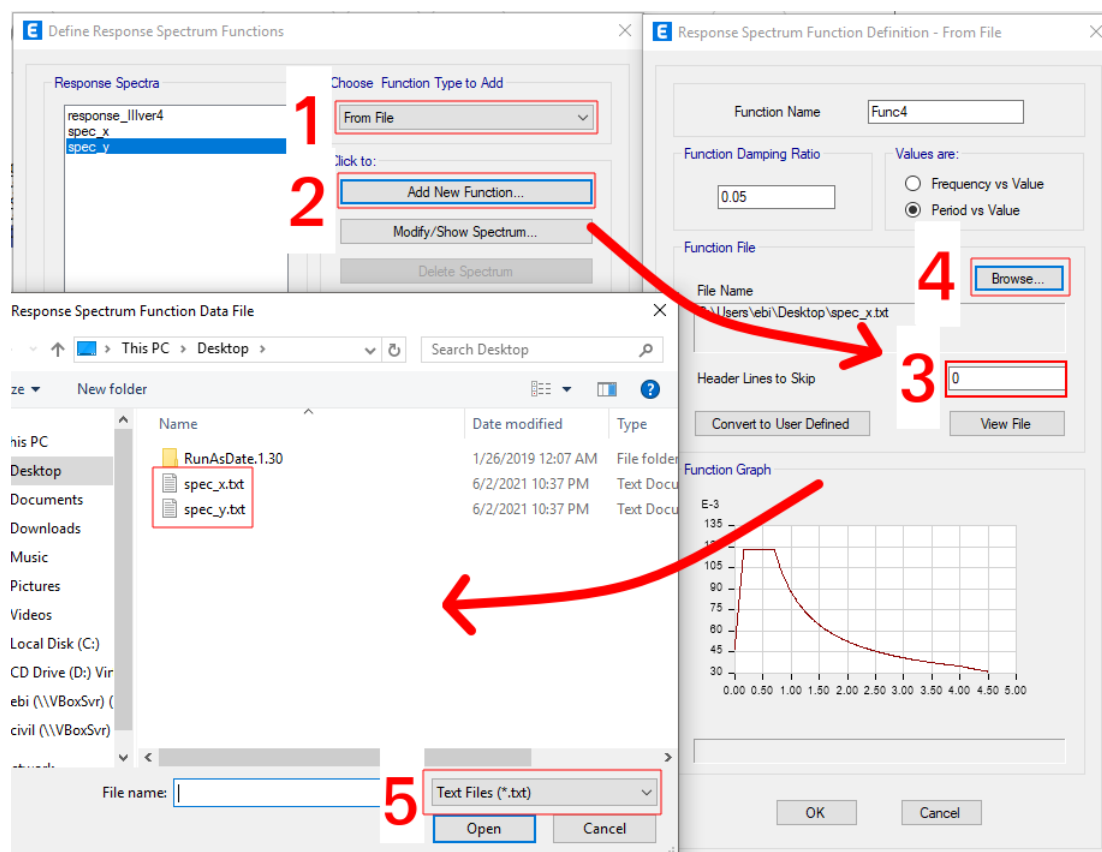 E Define Response Spectrum Functions
Response Spectra
response_IIIver4
spec_x
spec_y
1
Choose Function Type to Add
From File
Click to:
2
Add New Function...
Modify/Show Spectrum...
Delete Spectrum
E Response Spectrum Function Definition - From File
Function Name
Func4
Function Damping Ratio
0.05
Values are:
Frequency vs Value
Period vs Value
Function File
4
Browse...
File Name
\Users\ebi\Desktop\spec_x.txt
3
Header Lines to Skip
0
Convert to User Defined
View File
Function Graph
E-3
135
105
90
75
60
45
30
0.00 0.50 1.00 1.50 2.00 2.50 3.00 3.50 4.00 4.50 5.00
OK
Cancel
Response Spectrum Function Data File
This PC > Desktop >
Search Desktop
ze
New folder
Name
Date modified
Type
RunAsDate.1.30
1/26/2019 12:07 AM
File folder
spec_x.txt
6/2/2021 10:37 PM
Text Docu
spec_y.txt
6/2/2021 10:37 PM
Text Docu
his PC
Desktop
Documents
Downloads
Music
Pictures
Videos
Local Disk (C:)
CD Drive (D:) Vir
ebi (\\VBoxSvr) (
civil (\\VBoxSvr)
File name:
5
Text Files (*.txt)
Open
Cancel